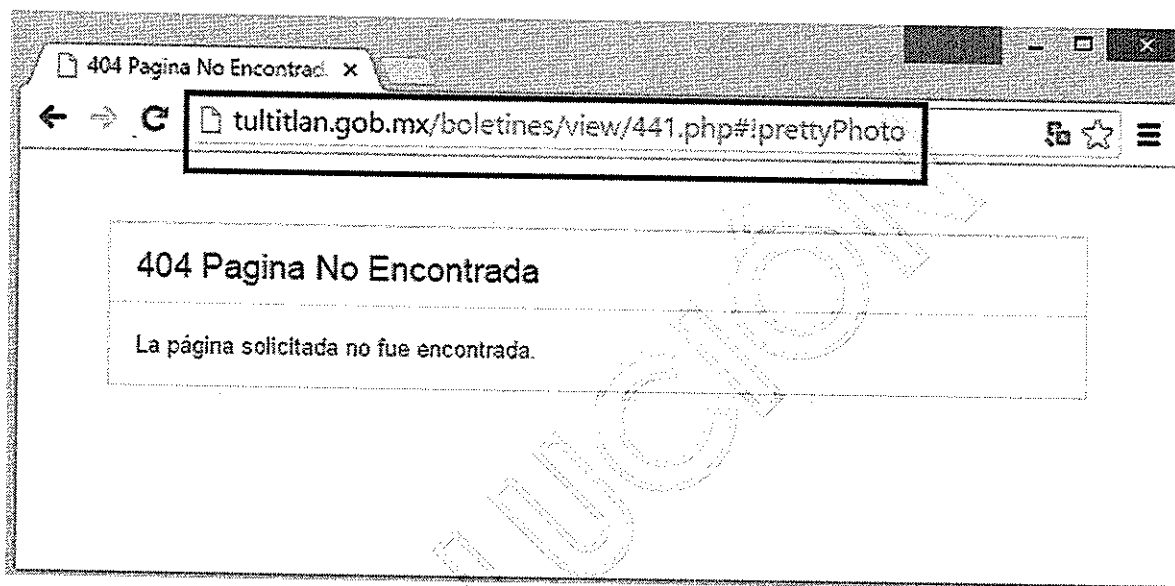 404 Pagina No Encontrad
tultitlan.gob.mx/boletines/view/441.php#!prettyPhoto
404 Pagina No Encontrada
La página solicitada no fue encontrada.